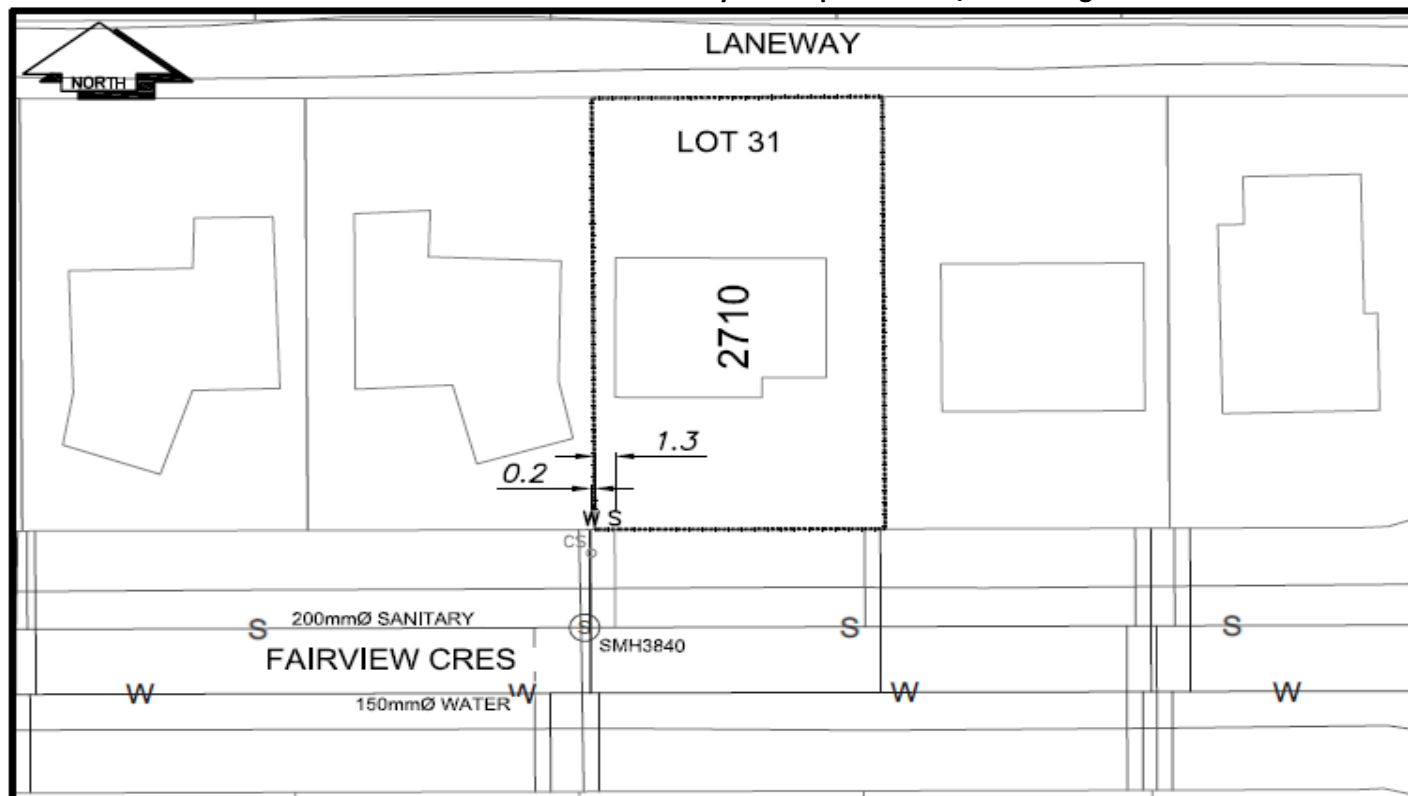 LANEWAY
NORTH
LOT 31
2710
1.3
0.2
W S
CS
200mmØ SANITARY
S
S
S
S
SMH3840
FAIRVIEW CRES
W
W
W
W
150mmØ WATER